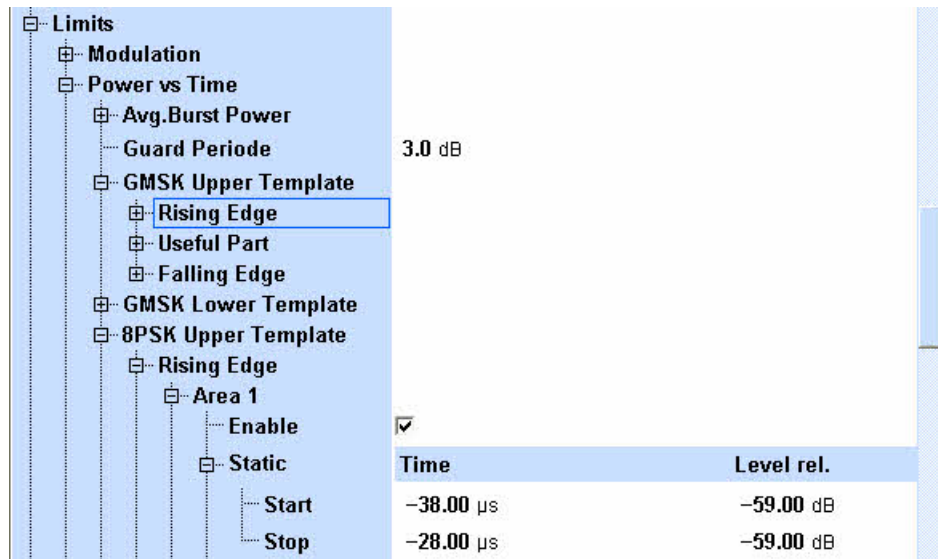 Limits
Modulation
Power vs Time
Avg.Burst Power
Guard Periode 3.0 dB
GMSK Upper Template
Rising Edge
Useful Part
Falling Edge
GMSK Lower Template
8PSK Upper Template
Rising Edge
Area 1
Enable
Static Time Level rel.
Start −38.00 µs −59.00 dB
Stop −28.00 µs −59.00 dB